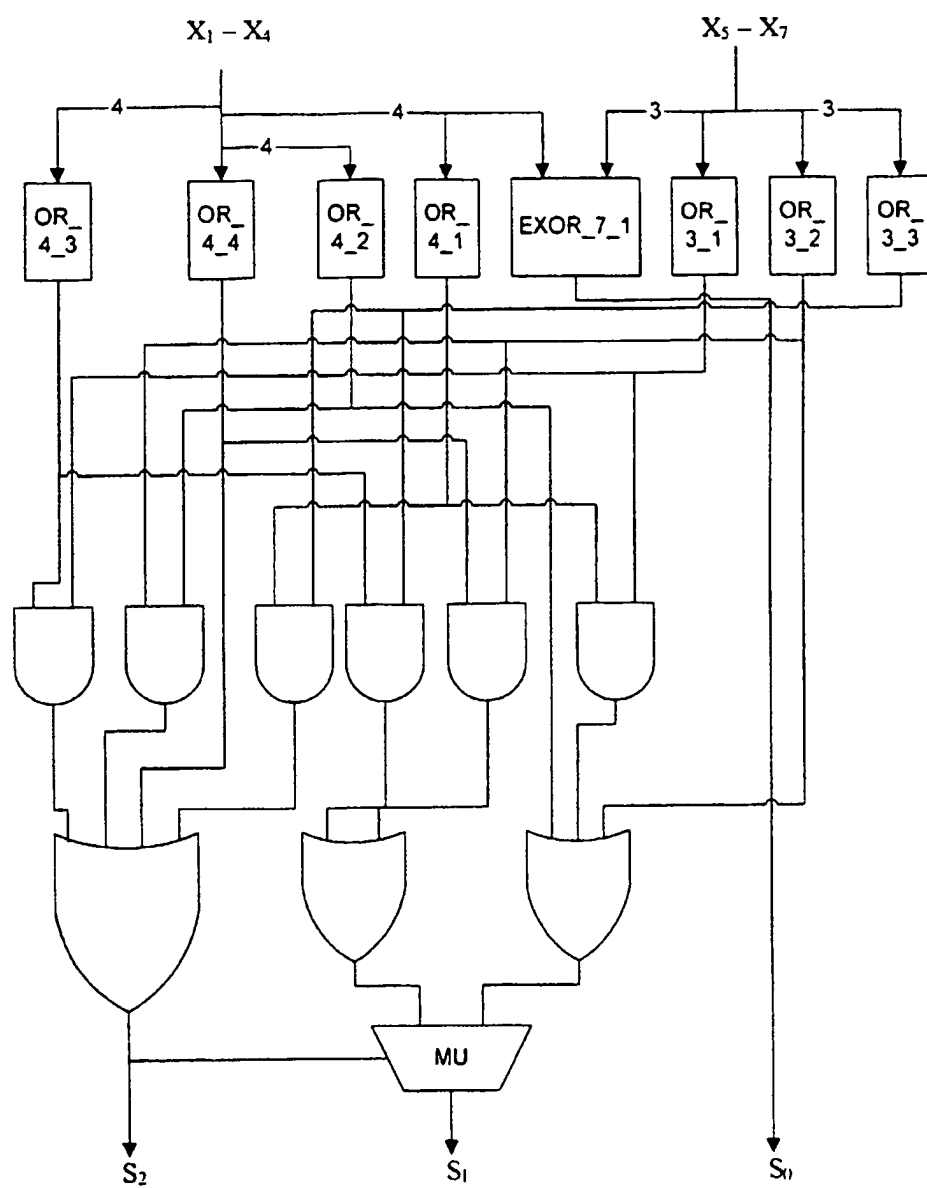 X₁ – X₄
X₅ – X₇
4
4
4
3
3
OR_
4_3
OR_
4_4
OR_
4_2
OR_
4_1
EXOR_7_1
OR_
3_1
OR_
3_2
OR_
3_3
MU
S₂
S₁
S₀